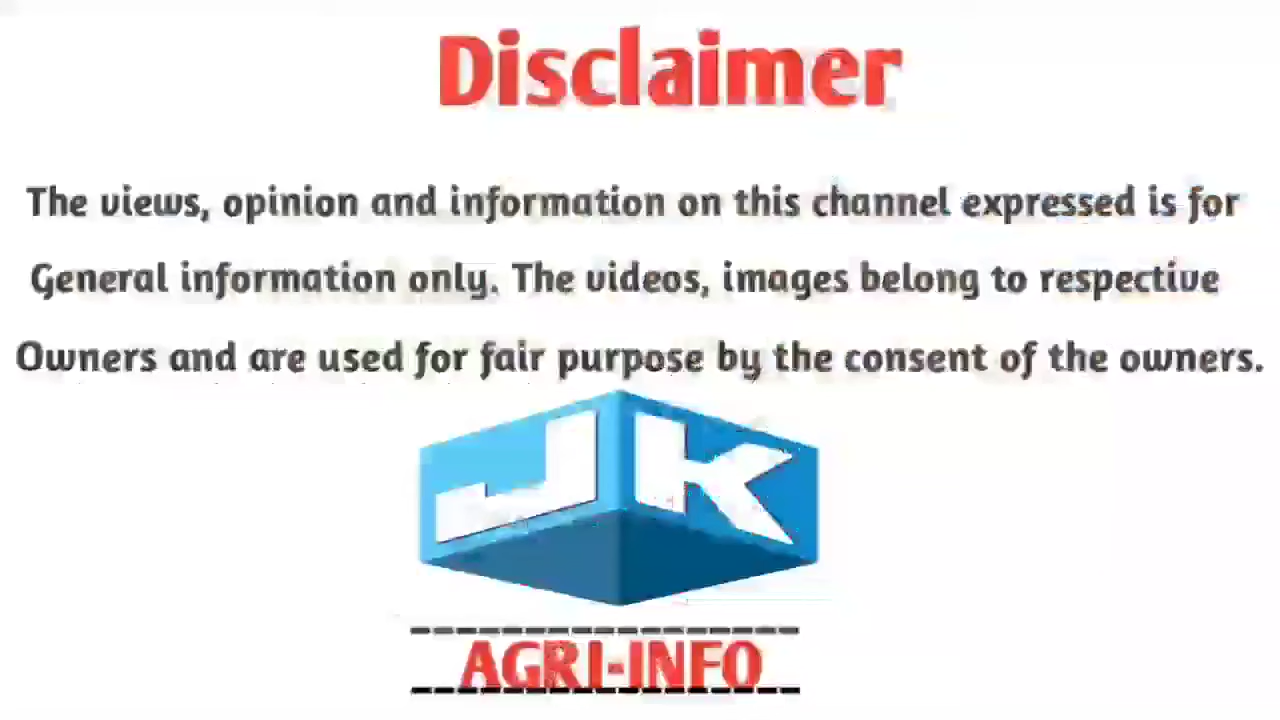 Disclaimer
The views, opinion and information on this channel expressed is for
General information only. The videos, images belong to respective
Owners and are used for fair purpose by the consent of the owners.
JK
AGRI-INFO